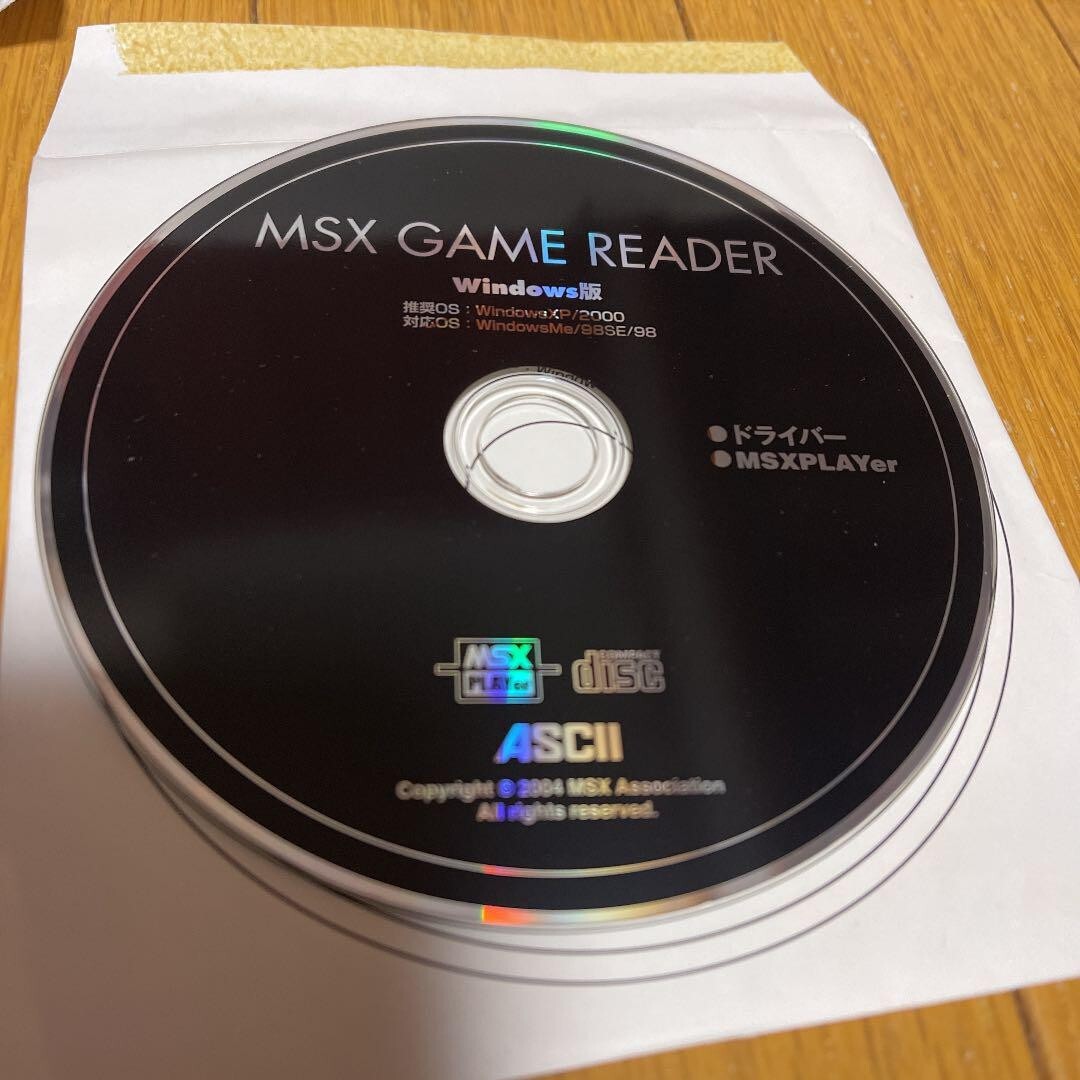 MSX GAME READER
Windows版
推奨OS：WindowsXP/2000
対応OS：WindowsMe/98SE/98
●ドライバー
●MSXPLAYer
MSX
PLAYer
COMPACT
disc
ASCII
Copyright © 2004 MSX Association
All rights reserved.